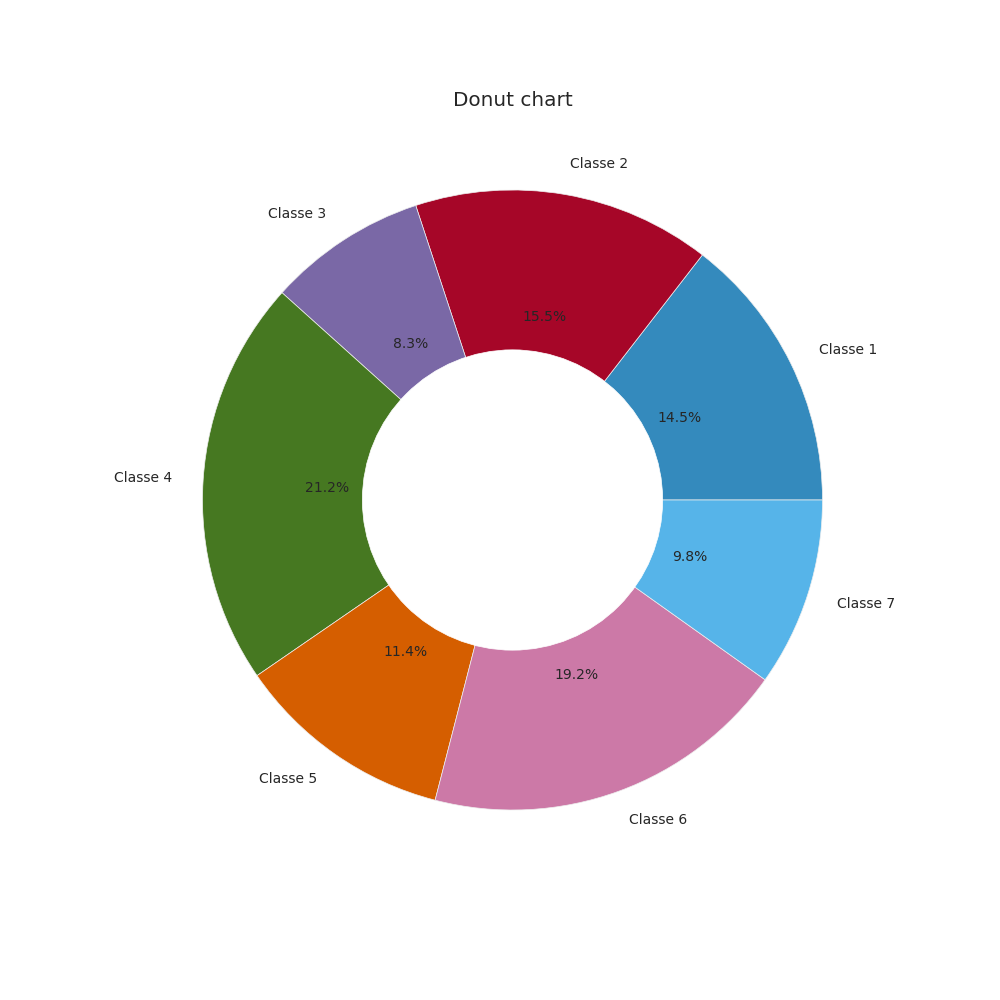 Donut chart
Classe 2
Classe 3
15.5%
8.3%
Classe 1
14.5%
Classe 4
21.2%
9.8%
Classe 7
11.4%
19.2%
Classe 5
Classe 6